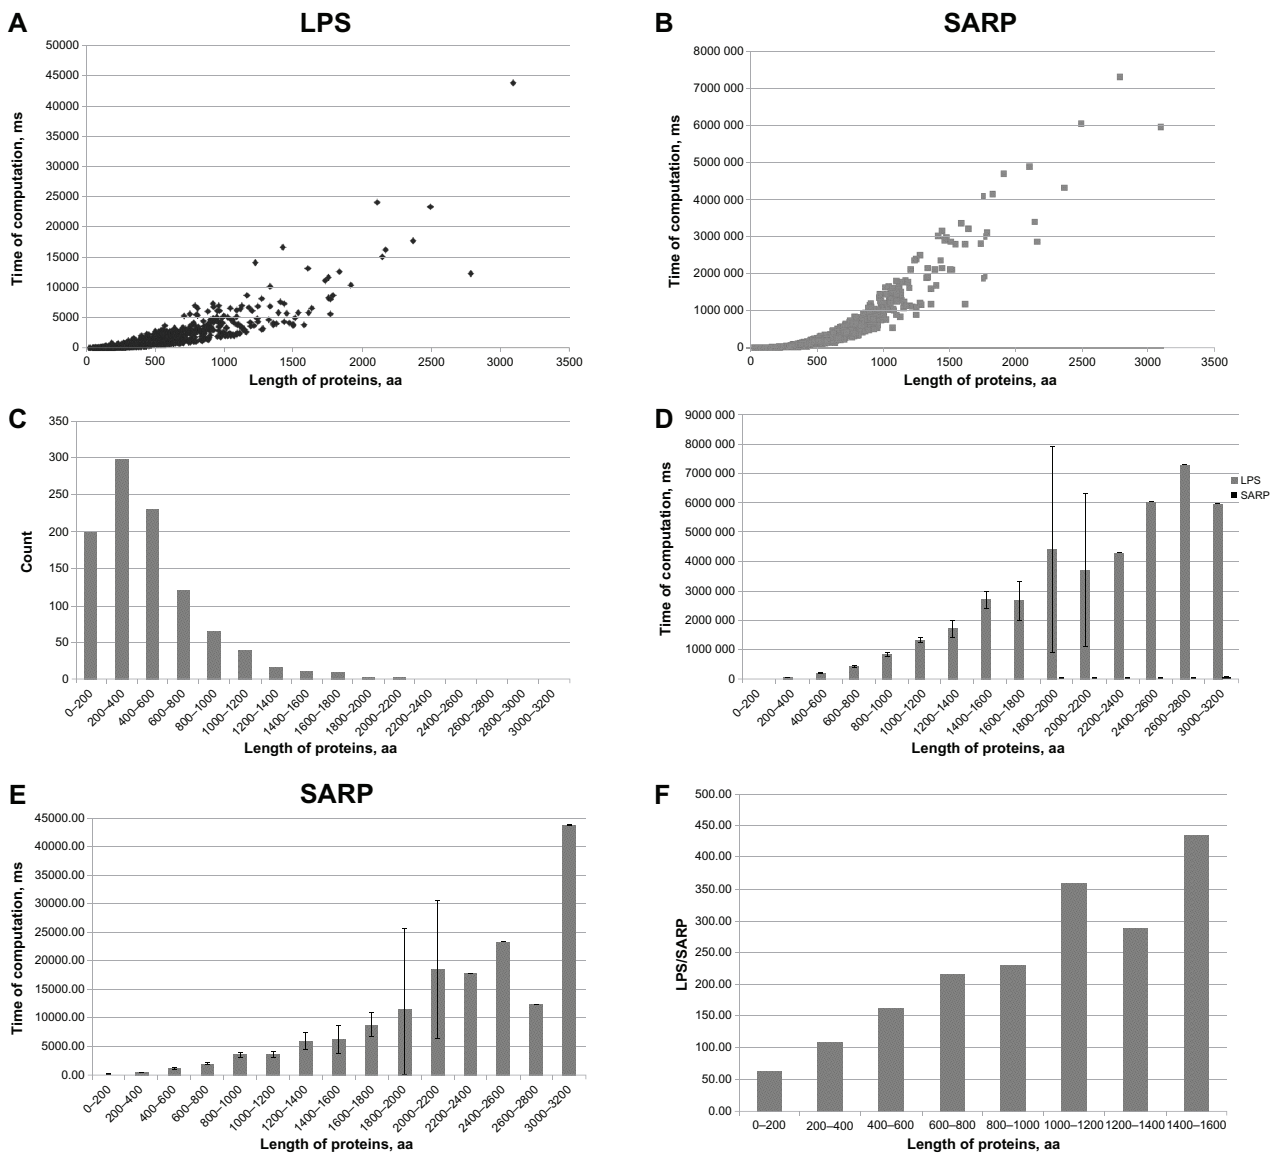 A
LPS
Time of computation, ms
50000
45000
40000
35000
30000
25000
20000
15000
10000
5000
0
0 500 1000 1500 2000 2500 3000 3500
Length of proteins, aa
B
SARP
Time of computation, ms
8000 000
7000 000
6000 000
5000 000
4000 000
3000 000
2000 000
1000 000
0
0 500 1000 1500 2000 2500 3000 3500
Length of proteins, aa
C
Count
350
300
250
200
150
100
50
0
0–200 200–400 400–600 600–800 800–1000 1000–1200 1200–1400 1400–1600 1600–1800 1800–2000 2000–2200 2200–2400 2400–2600 2600–2800 2800–3000 3000–3200
Length of proteins, aa
D
Time of computation, ms
9000 000
8000 000
7000 000
6000 000
5000 000
4000 000
3000 000
2000 000
1000 000
0
LPS
SARP
0–200 200–400 400–600 600–800 800–1000 1000–1200 1200–1400 1400–1600 1600–1800 1800–2000 2000–2200 2200–2400 2400–2600 2600–2800 3000–3200
Length of proteins, aa
E
SARP
Time of computation, ms
45000.00
40000.00
35000.00
30000.00
25000.00
20000.00
15000.00
10000.00
5000.00
0.00
0–200 200–400 400–600 600–800 800–1000 1000–1200 1200–1400 1400–1600 1600–1800 1800–2000 2000–2200 2200–2400 2400–2600 2600–2800 3000–3200
Length of proteins, aa
F
LPS/SARP
500.00
450.00
400.00
350.00
300.00
250.00
200.00
150.00
100.00
50.00
0.00
0–200 200–400 400–600 600–800 800–1000 1000–1200 1200–1400 1400–1600
Length of proteins, aa